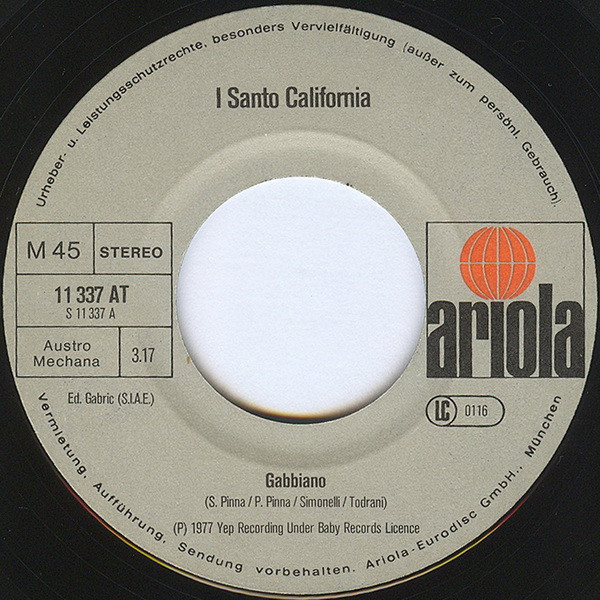 Urheber- u. Leistungsschutzrechte, besonders Vervielfältigung (außer zum persönl. Gebrauch),
I Santo California
M 45
STEREO
11 337 AT
S 11 337 A
Austro
Mechana
3.17
ariola
Ed. Gabric (S.I.A.E.)
LC 0116
Gabbiano
(S. Pinna / P. Pinna / Simonelli / Todrani)
(P) 1977 Yep Recording Under Baby Records Licence
Vermietung, Aufführung, Sendung vorbehalten. Ariola-Eurodisc GmbH., München